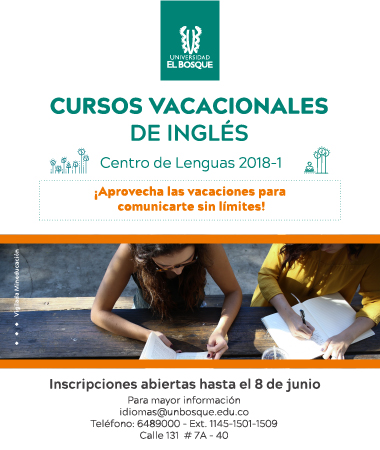 UNIVERSIDAD
EL BOSQUE
CURSOS VACACIONALES
DE INGLÉS
Centro de Lenguas 2018-1
¡Aprovecha las vacaciones para
comunicarte sin límites!
Vigilada Mineducación
Inscripciones abiertas hasta el 8 de junio
Para mayor información
idiomas@unbosque.edu.co
Teléfono: 6489000 - Ext. 1145-1501-1509
Calle 131 # 7A - 40